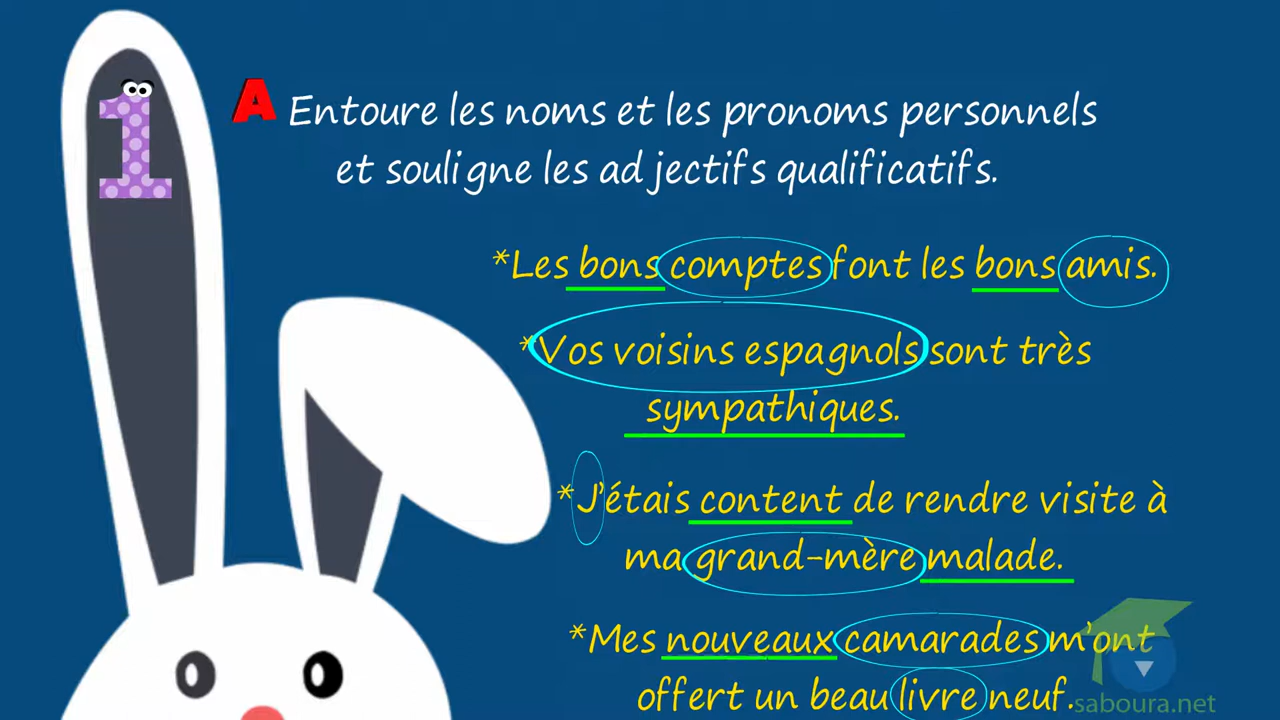 1
A Entoure les noms et les pronoms personnels
et souligne les adjectifs qualificatifs.
*Les bons comptes font les bons amis.
*Vos voisins espagnols sont très
sympathiques.
*J'étais content de rendre visite à
ma grand-mère malade.
*Mes nouveaux camarades m'ont
offert un beau livre neuf.
saboura.net